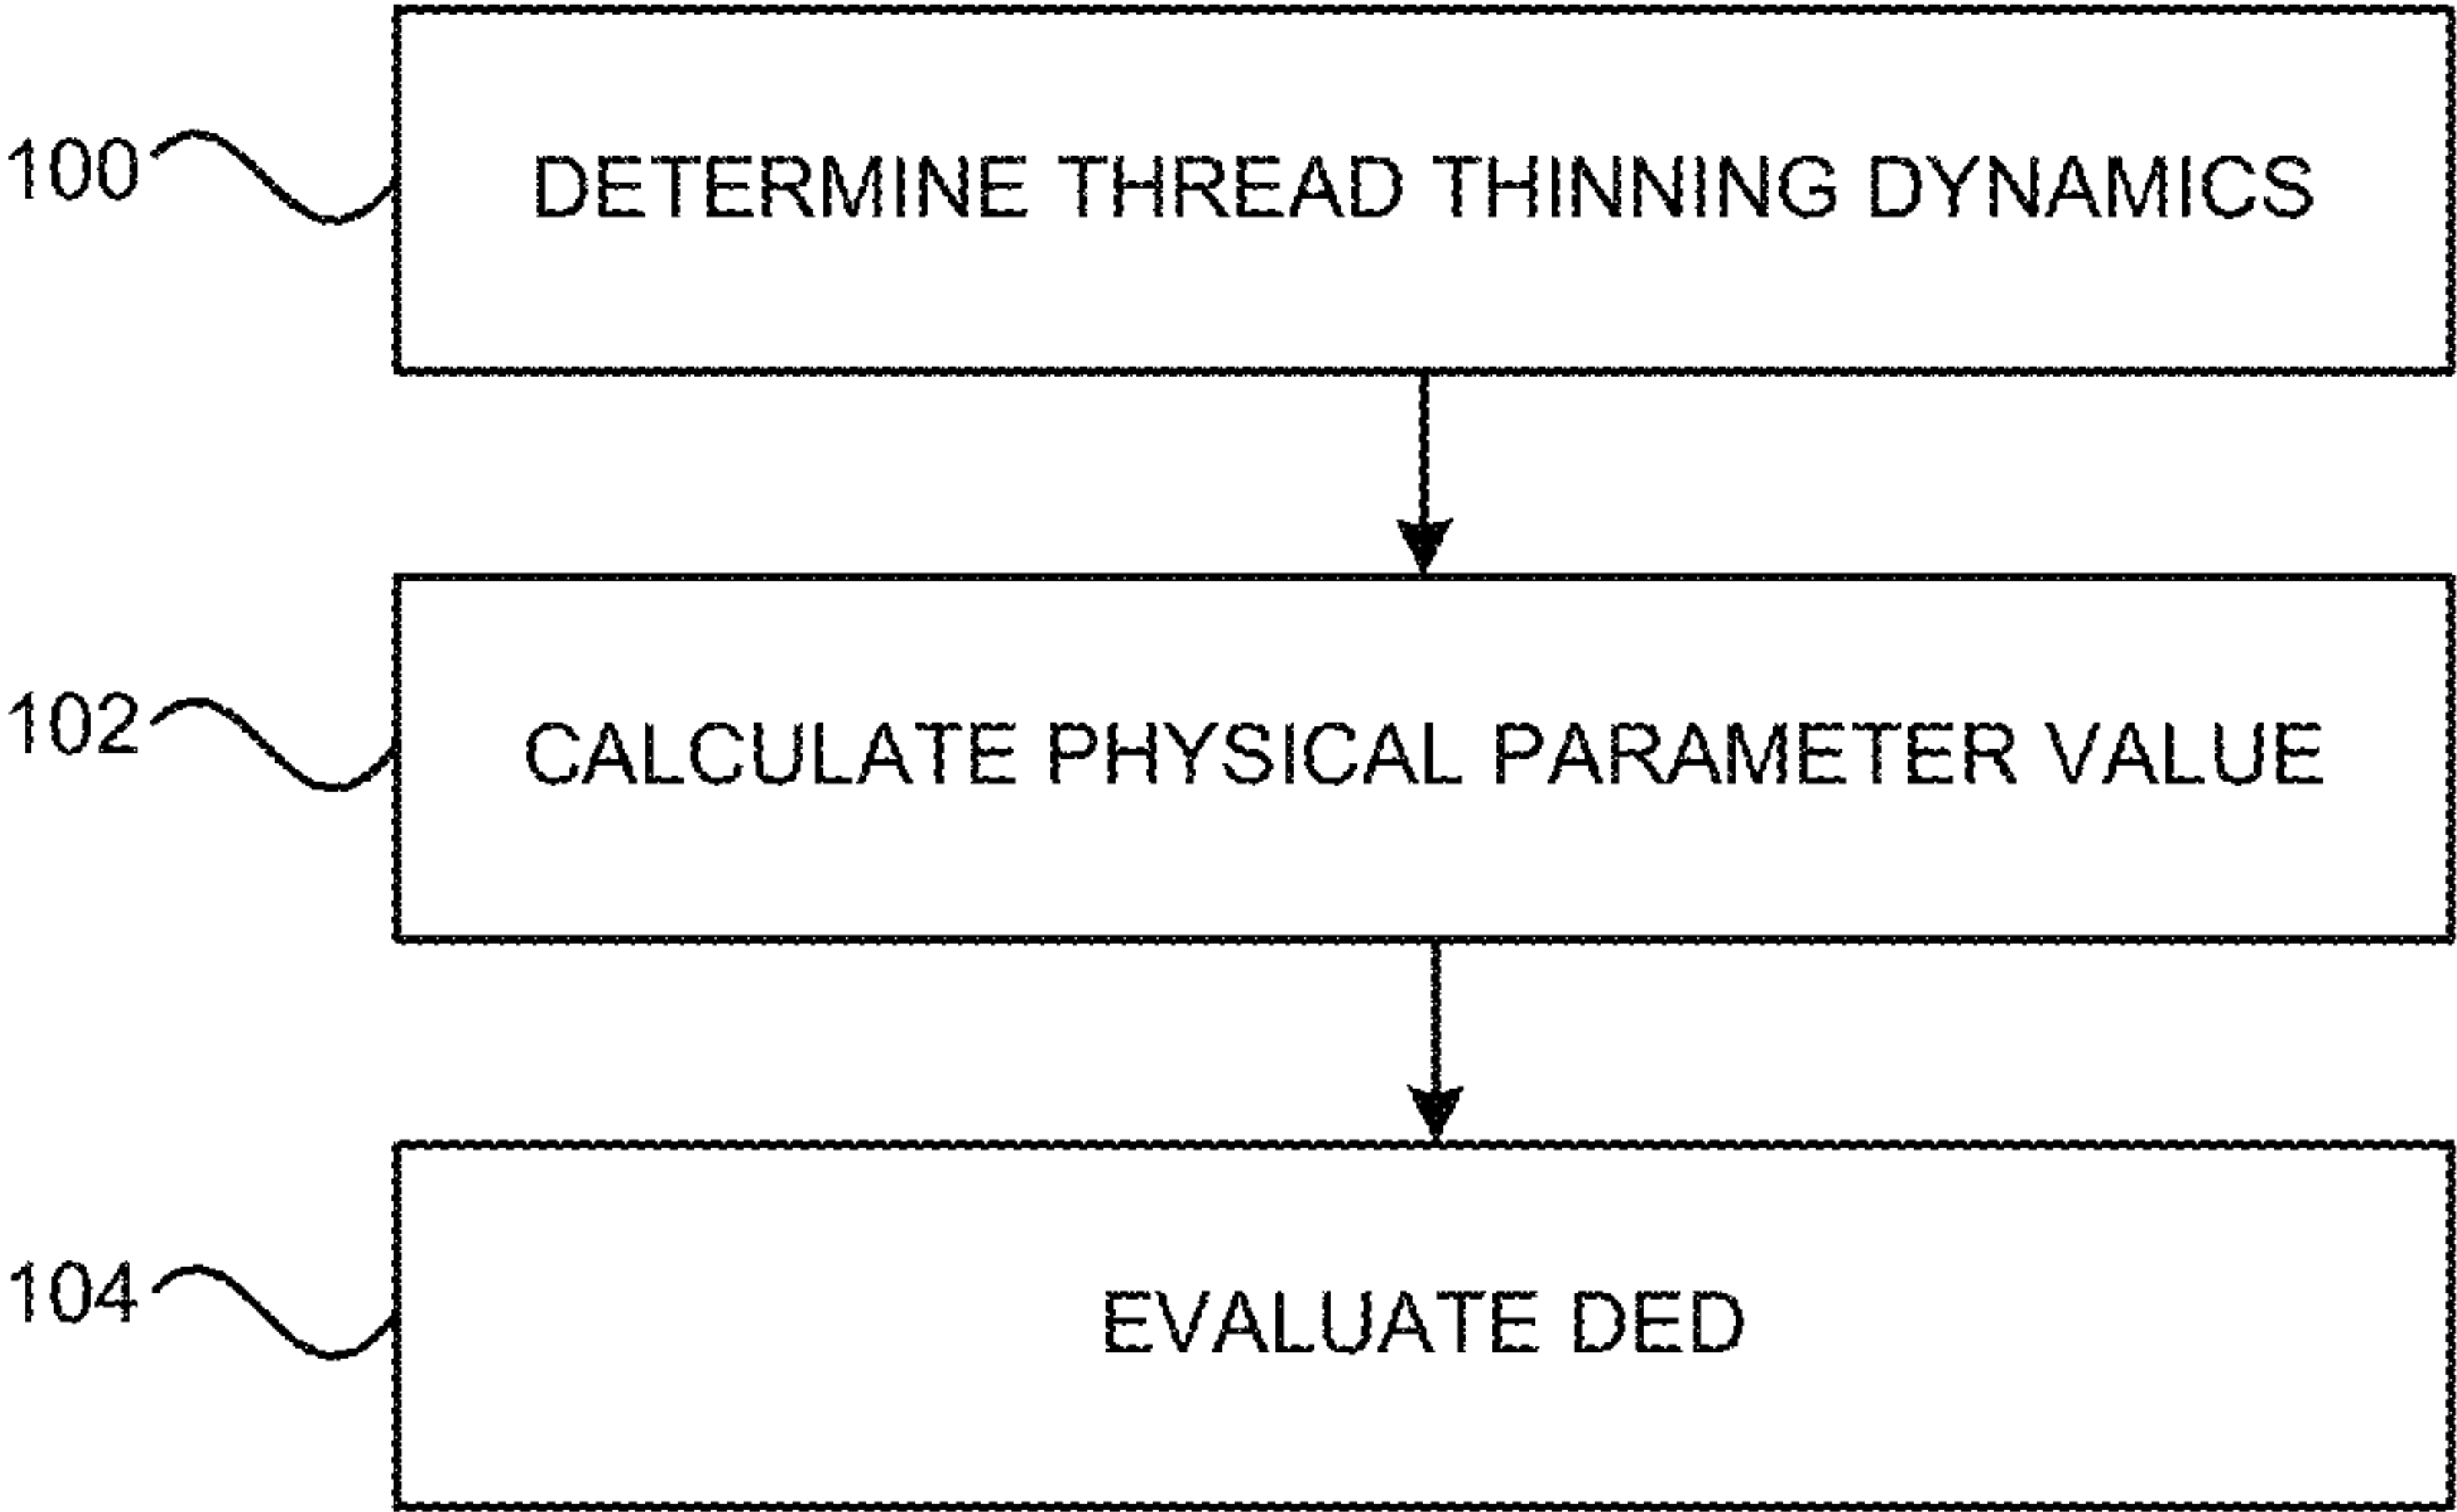 100 DETERMINE THREAD THINNING DYNAMICS
102 CALCULATE PHYSICAL PARAMETER VALUE
104 EVALUATE DED